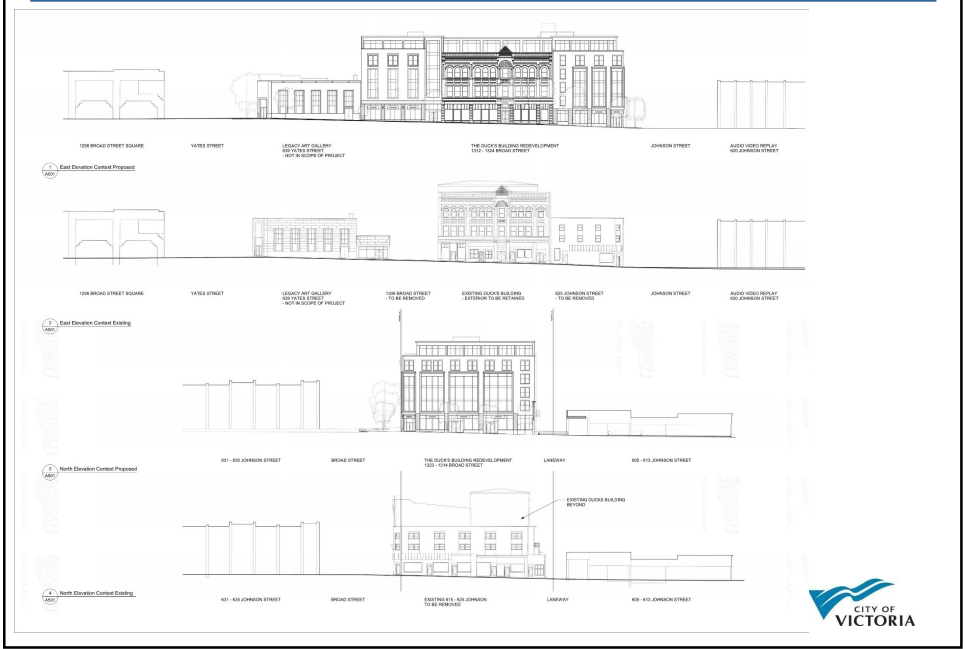 1298 BROAD STREET SQUARE
YATES STREET
LEGACY ART GALLERY
639 YATES STREET
- NOT IN SCOPE OF PROJECT
THE DUCK'S BUILDING REDEVELOPMENT
1312 - 1324 BROAD STREET
JOHNSON STREET
AUDIO VIDEO REPLAY
620 JOHNSON STREET
1
A501
East Elevation Context Proposed
1298 BROAD STREET SQUARE
YATES STREET
LEGACY ART GALLERY
639 YATES STREET
- NOT IN SCOPE OF PROJECT
BROAD STREET
- TO BE REMOVED
EXISTING DUCK'S BUILDING
- EXTERIOR TO BE RETAINED
625 JOHNSON STREET
- TO BE REMOVED
JOHNSON STREET
AUDIO VIDEO REPLAY
620 JOHNSON STREET
2
A501
East Elevation Context Existing
631 - 635 JOHNSON STREET
BROAD STREET
THE DUCK'S BUILDING REDEVELOPMENT
1323 - 1314 BROAD STREET
LANEWAY
605 - 613 JOHNSON STREET
3
A501
North Elevation Context Proposed
EXISTING DUCKS BUILDING
BEYOND
631 - 635 JOHNSON STREET
BROAD STREET
EXISTING 615 - 625 JOHNSON
TO BE REMOVED
LANEWAY
605 - 613 JOHNSON STREET
4
A501
North Elevation Context Existing
CITY OF
VICTORIA